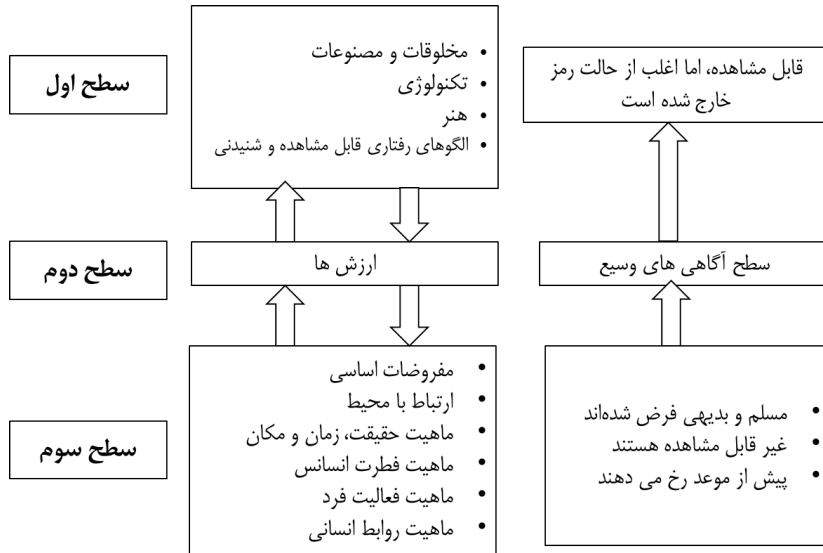 سطح اول
• مخلوقات و مصنوعات
• تکنولوژی
• هنر
• الگوهای رفتاری قابل مشاهده و شنیدنی
قابل مشاهده، اما اغلب از حالت رمز
خارج شده است
سطح دوم
ارزش ها
سطح آگاهی های وسیع
سطح سوم
• مفروضات اساسی
• ارتباط با محیط
• ماهیت حقیقت، زمان و مکان
• ماهیت فطرت انسانس
• ماهیت فعالیت فرد
• ماهیت روابط انسانی
• مسلم و بدیهی فرض شده‌اند
• غیر قابل مشاهده هستند
• پیش از موعد رخ می دهند